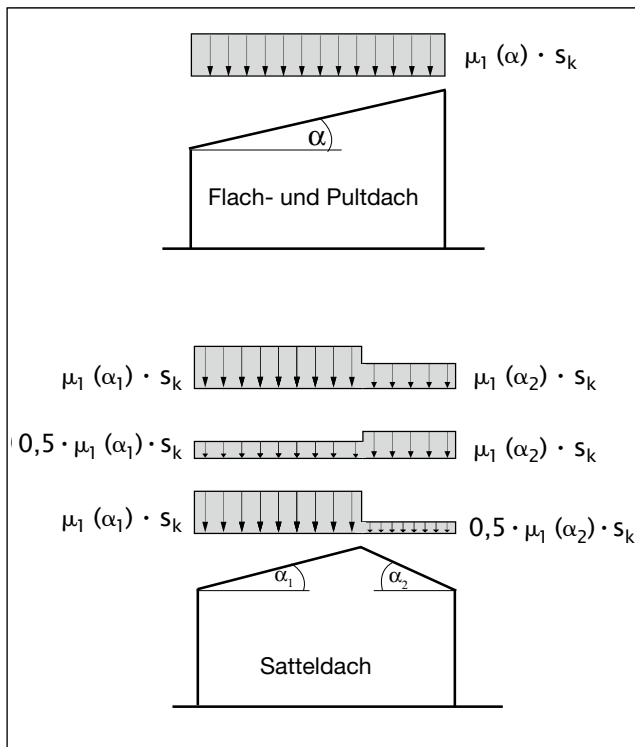 μ₁ (α) · sₖ
α
Flach- und Pultdach
μ₁ (α₁) · sₖ μ₁ (α₂) · sₖ
0,5 · μ₁ (α₁) · sₖ μ₁ (α₂) · sₖ
μ₁ (α₁) · sₖ 0,5 · μ₁ (α₂) · sₖ
α₁ α₂
Satteldach